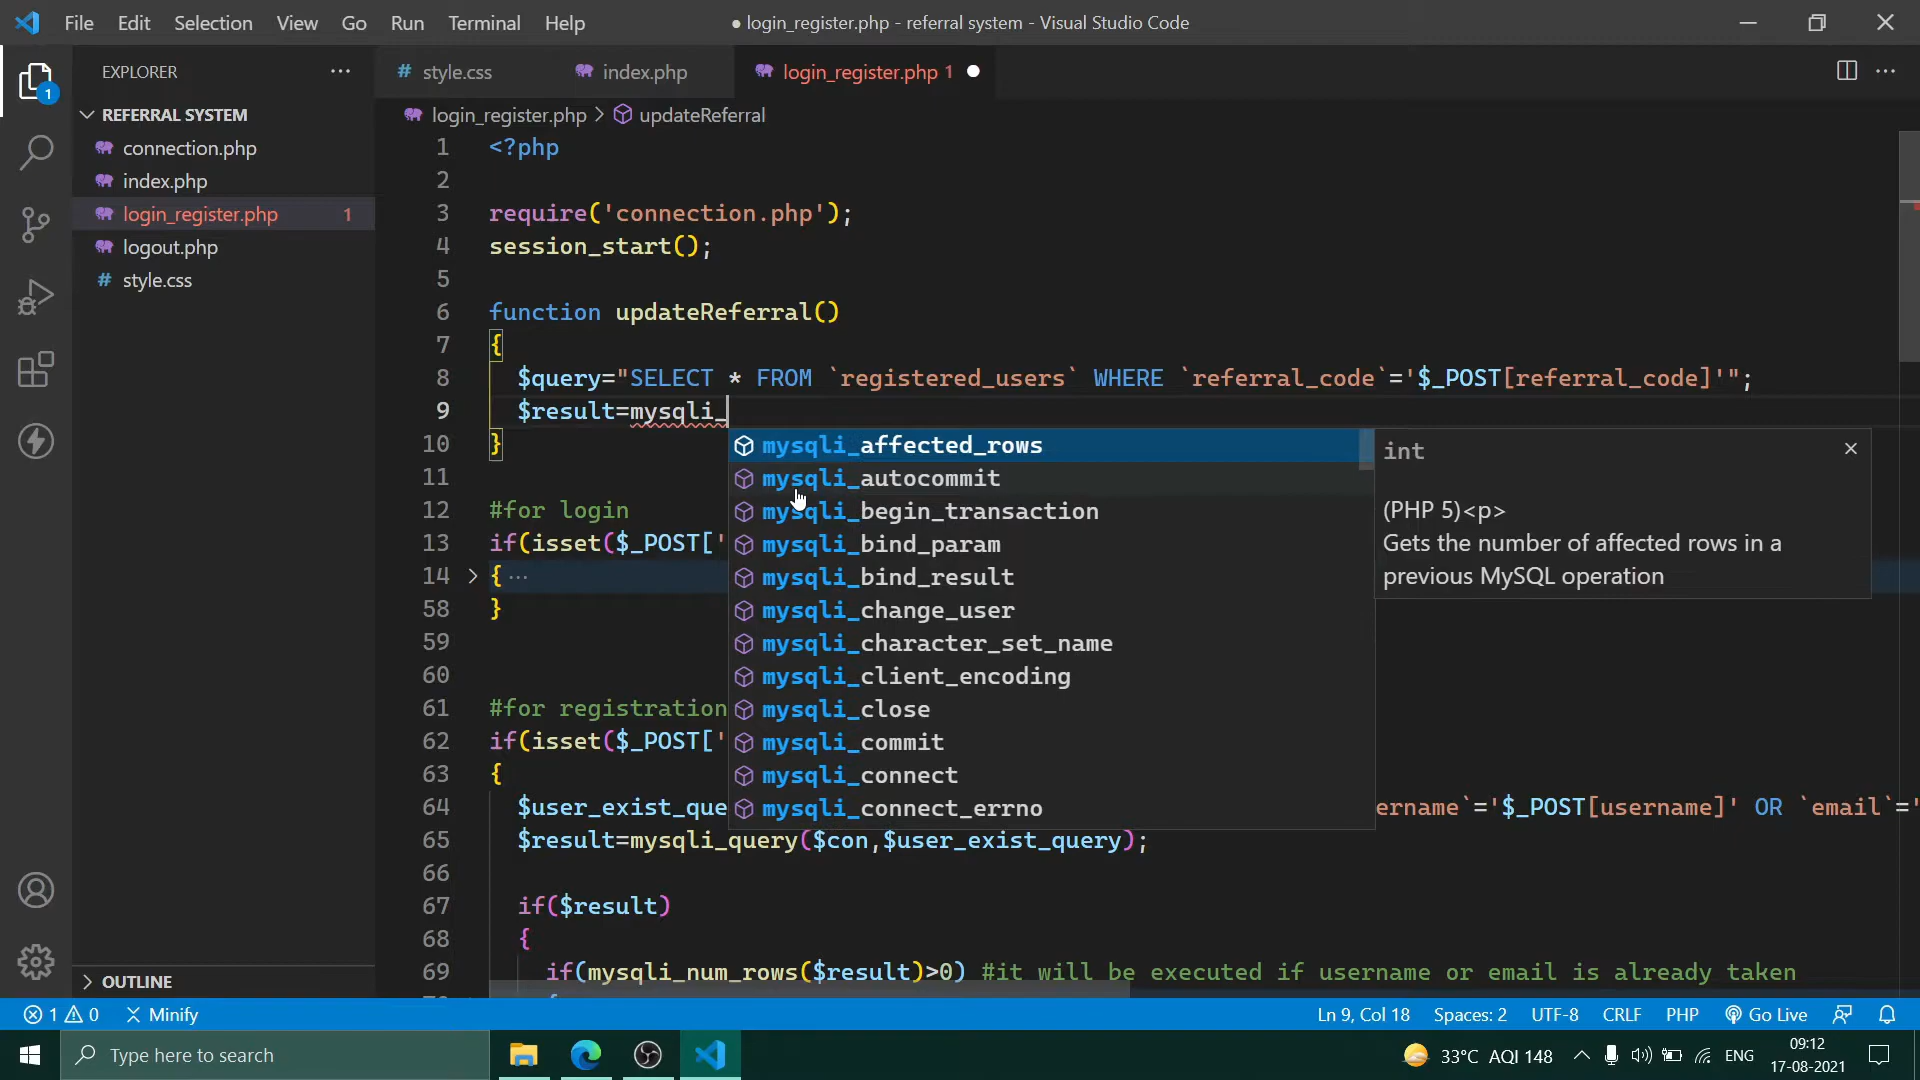 File Edit Selection View Go Run Terminal Help ● login_register.php - referral system - Visual Studio Code
EXPLORER ···
# style.css index.php login_register.php 1 ●
login_register.php > updateReferral
1
REFERRAL SYSTEM
connection.php
index.php
login_register.php 1
logout.php
# style.css
OUTLINE
1 <?php
2
3 require('connection.php');
4 session_start();
5
6 function updateReferral()
7 {
8 $query="SELECT * FROM `registered_users` WHERE `referral_code`='$_POST[referral_code]'";
9 $result=mysqli_
10 }
11
12 #for login
13 if(isset($_POST['
14 > { ···
58 }
59
60
61 #for registration
62 if(isset($_POST['
63 {
64 $user_exist_que ername`='$_POST[username]' OR `email`='
65 $result=mysqli_query($con,$user_exist_query);
66
67 if($result)
68 {
69 if(mysqli_num_rows($result)>0) #it will be executed if username or email is already taken
mysqli_affected_rows
mysqli_autocommit
mysqli_begin_transaction
mysqli_bind_param
mysqli_bind_result
mysqli_change_user
mysqli_character_set_name
mysqli_client_encoding
mysqli_close
mysqli_commit
mysqli_connect
mysqli_connect_errno
int
(PHP 5)<p>
Gets the number of affected rows in a
previous MySQL operation
1 0 Minify Ln 9, Col 18 Spaces: 2 UTF-8 CRLF PHP Go Live
Type here to search 33°C AQI 148 ENG 09:12
17-08-2021